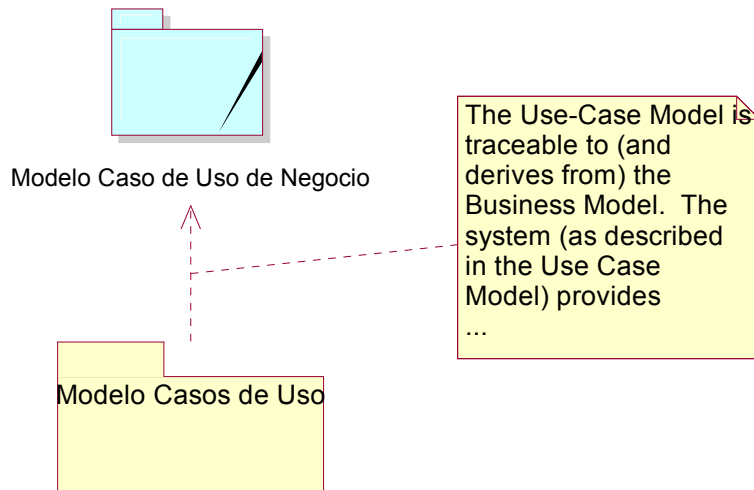 Modelo Caso de Uso de Negocio
The Use-Case Model is
traceable to (and
derives from) the
Business Model.  The
system (as described
in the Use Case
Model) provides
...
Modelo Casos de Uso